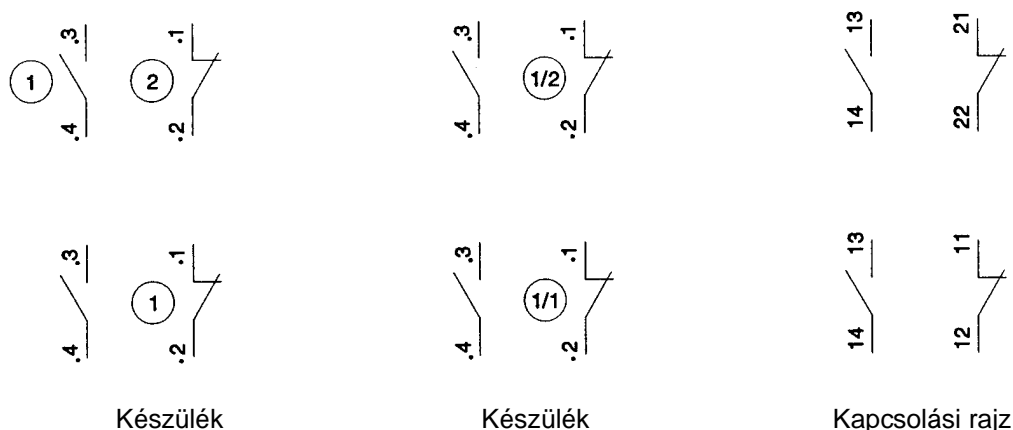 .3 .1 .3 .1 13 21
1 2 1/2
.4 .2 .4 .2 14 22
.3 .1 .3 .1 13 11
1 1/1
.4 .2 .4 .2 14 12
Készülék Készülék Kapcsolási rajz